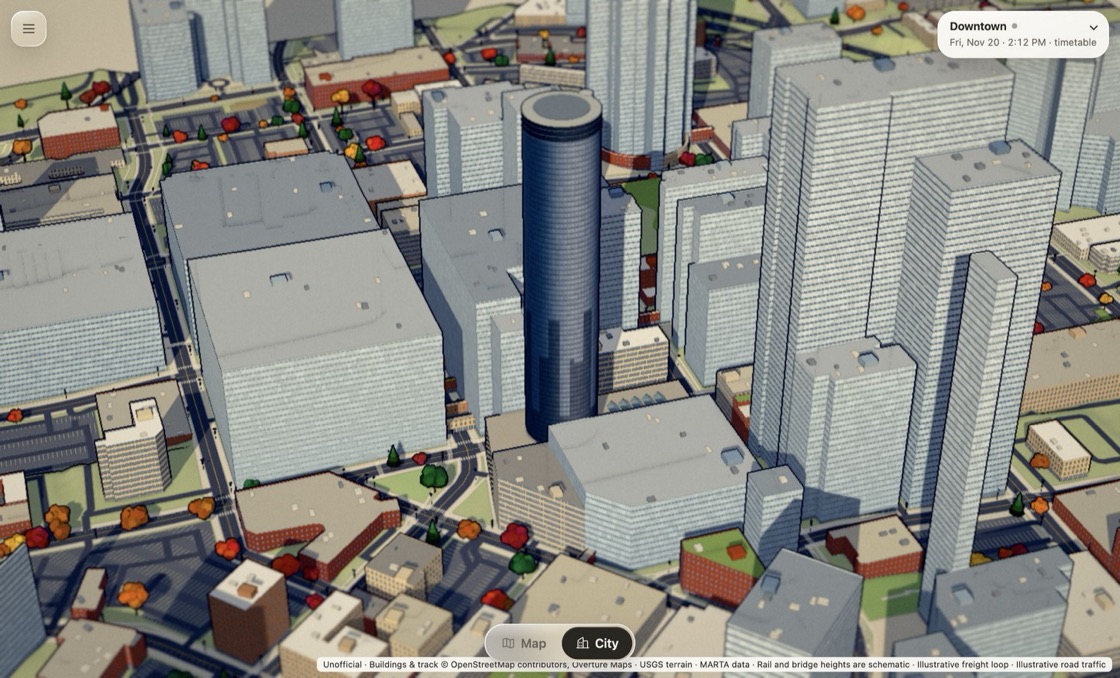 Downtown
Fri, Nov 20 · 2:12 PM · timetable
Map
City
Unofficial · Buildings & track © OpenStreetMap contributors, Overture Maps · USGS terrain · MARTA data · Rail and bridge heights are schematic · Illustrative freight loop · Illustrative road traffic